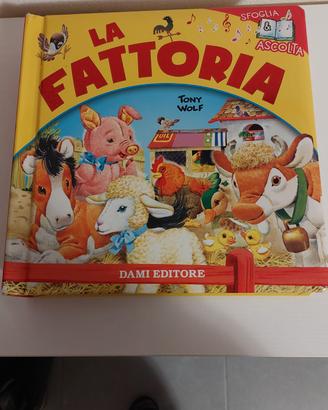 LA
FATTORIA
SFOGLIA
&
ASCOLTA
TONY
WOLF
DAMI EDITORE